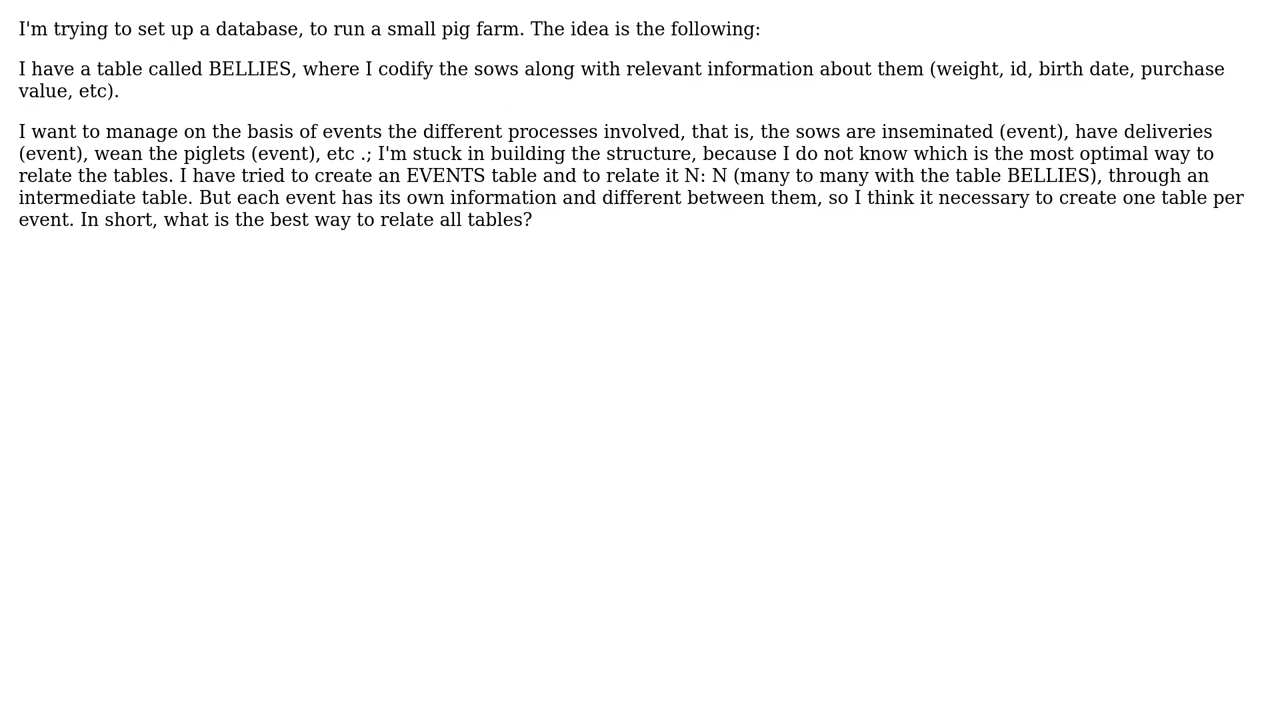 I'm trying to set up a database, to run a small pig farm. The idea is the following:
I have a table called BELLIES, where I codify the sows along with relevant information about them (weight, id, birth date, purchase
value, etc).
I want to manage on the basis of events the different processes involved, that is, the sows are inseminated (event), have deliveries
(event), wean the piglets (event), etc .; I'm stuck in building the structure, because I do not know which is the most optimal way to
relate the tables. I have tried to create an EVENTS table and to relate it N: N (many to many with the table BELLIES), through an
intermediate table. But each event has its own information and different between them, so I think it necessary to create one table per
event. In short, what is the best way to relate all tables?